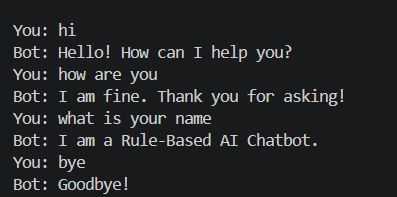 You: hi
Bot: Hello! How can I help you?
You: how are you
Bot: I am fine. Thank you for asking!
You: what is your name
Bot: I am a Rule-Based AI Chatbot.
You: bye
Bot: Goodbye!